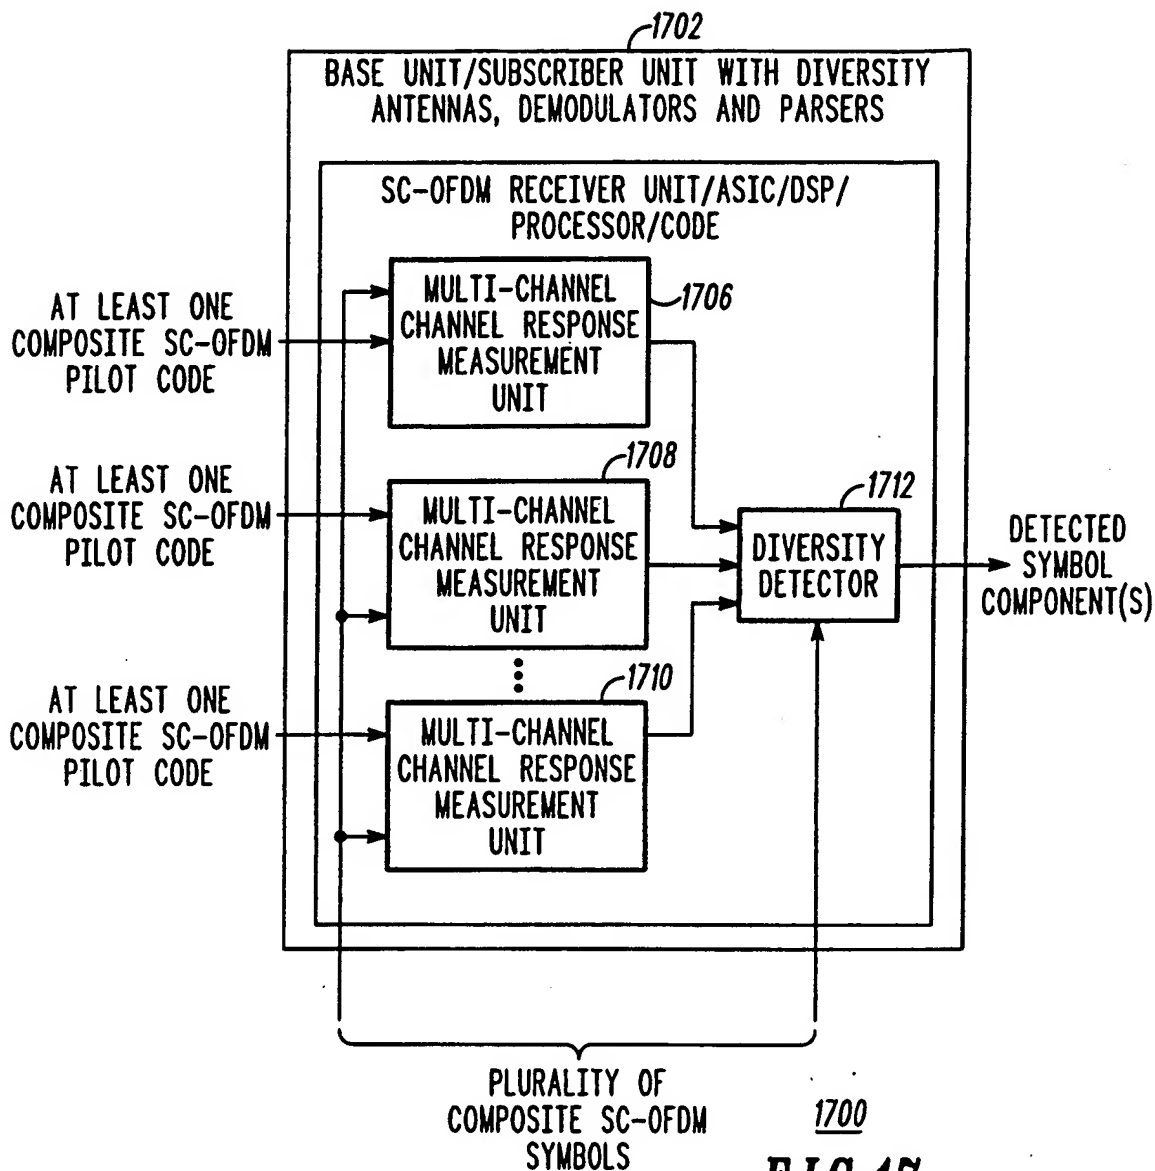 1702
BASE UNIT/SUBSCRIBER UNIT WITH DIVERSITY
ANTENNAS, DEMODULATORS AND PARSERS
SC-OFDM RECEIVER UNIT/ASIC/DSP/
PROCESSOR/CODE
AT LEAST ONE
COMPOSITE SC-OFDM
PILOT CODE
MULTI-CHANNEL
CHANNEL RESPONSE
MEASUREMENT
UNIT
1706
AT LEAST ONE
COMPOSITE SC-OFDM
PILOT CODE
1708
MULTI-CHANNEL
CHANNEL RESPONSE
MEASUREMENT
UNIT
1712
DIVERSITY
DETECTOR
DETECTED
SYMBOL
COMPONENT(S)
AT LEAST ONE
COMPOSITE SC-OFDM
PILOT CODE
1710
MULTI-CHANNEL
CHANNEL RESPONSE
MEASUREMENT
UNIT
PLURALITY OF
COMPOSITE SC-OFDM
SYMBOLS
1700